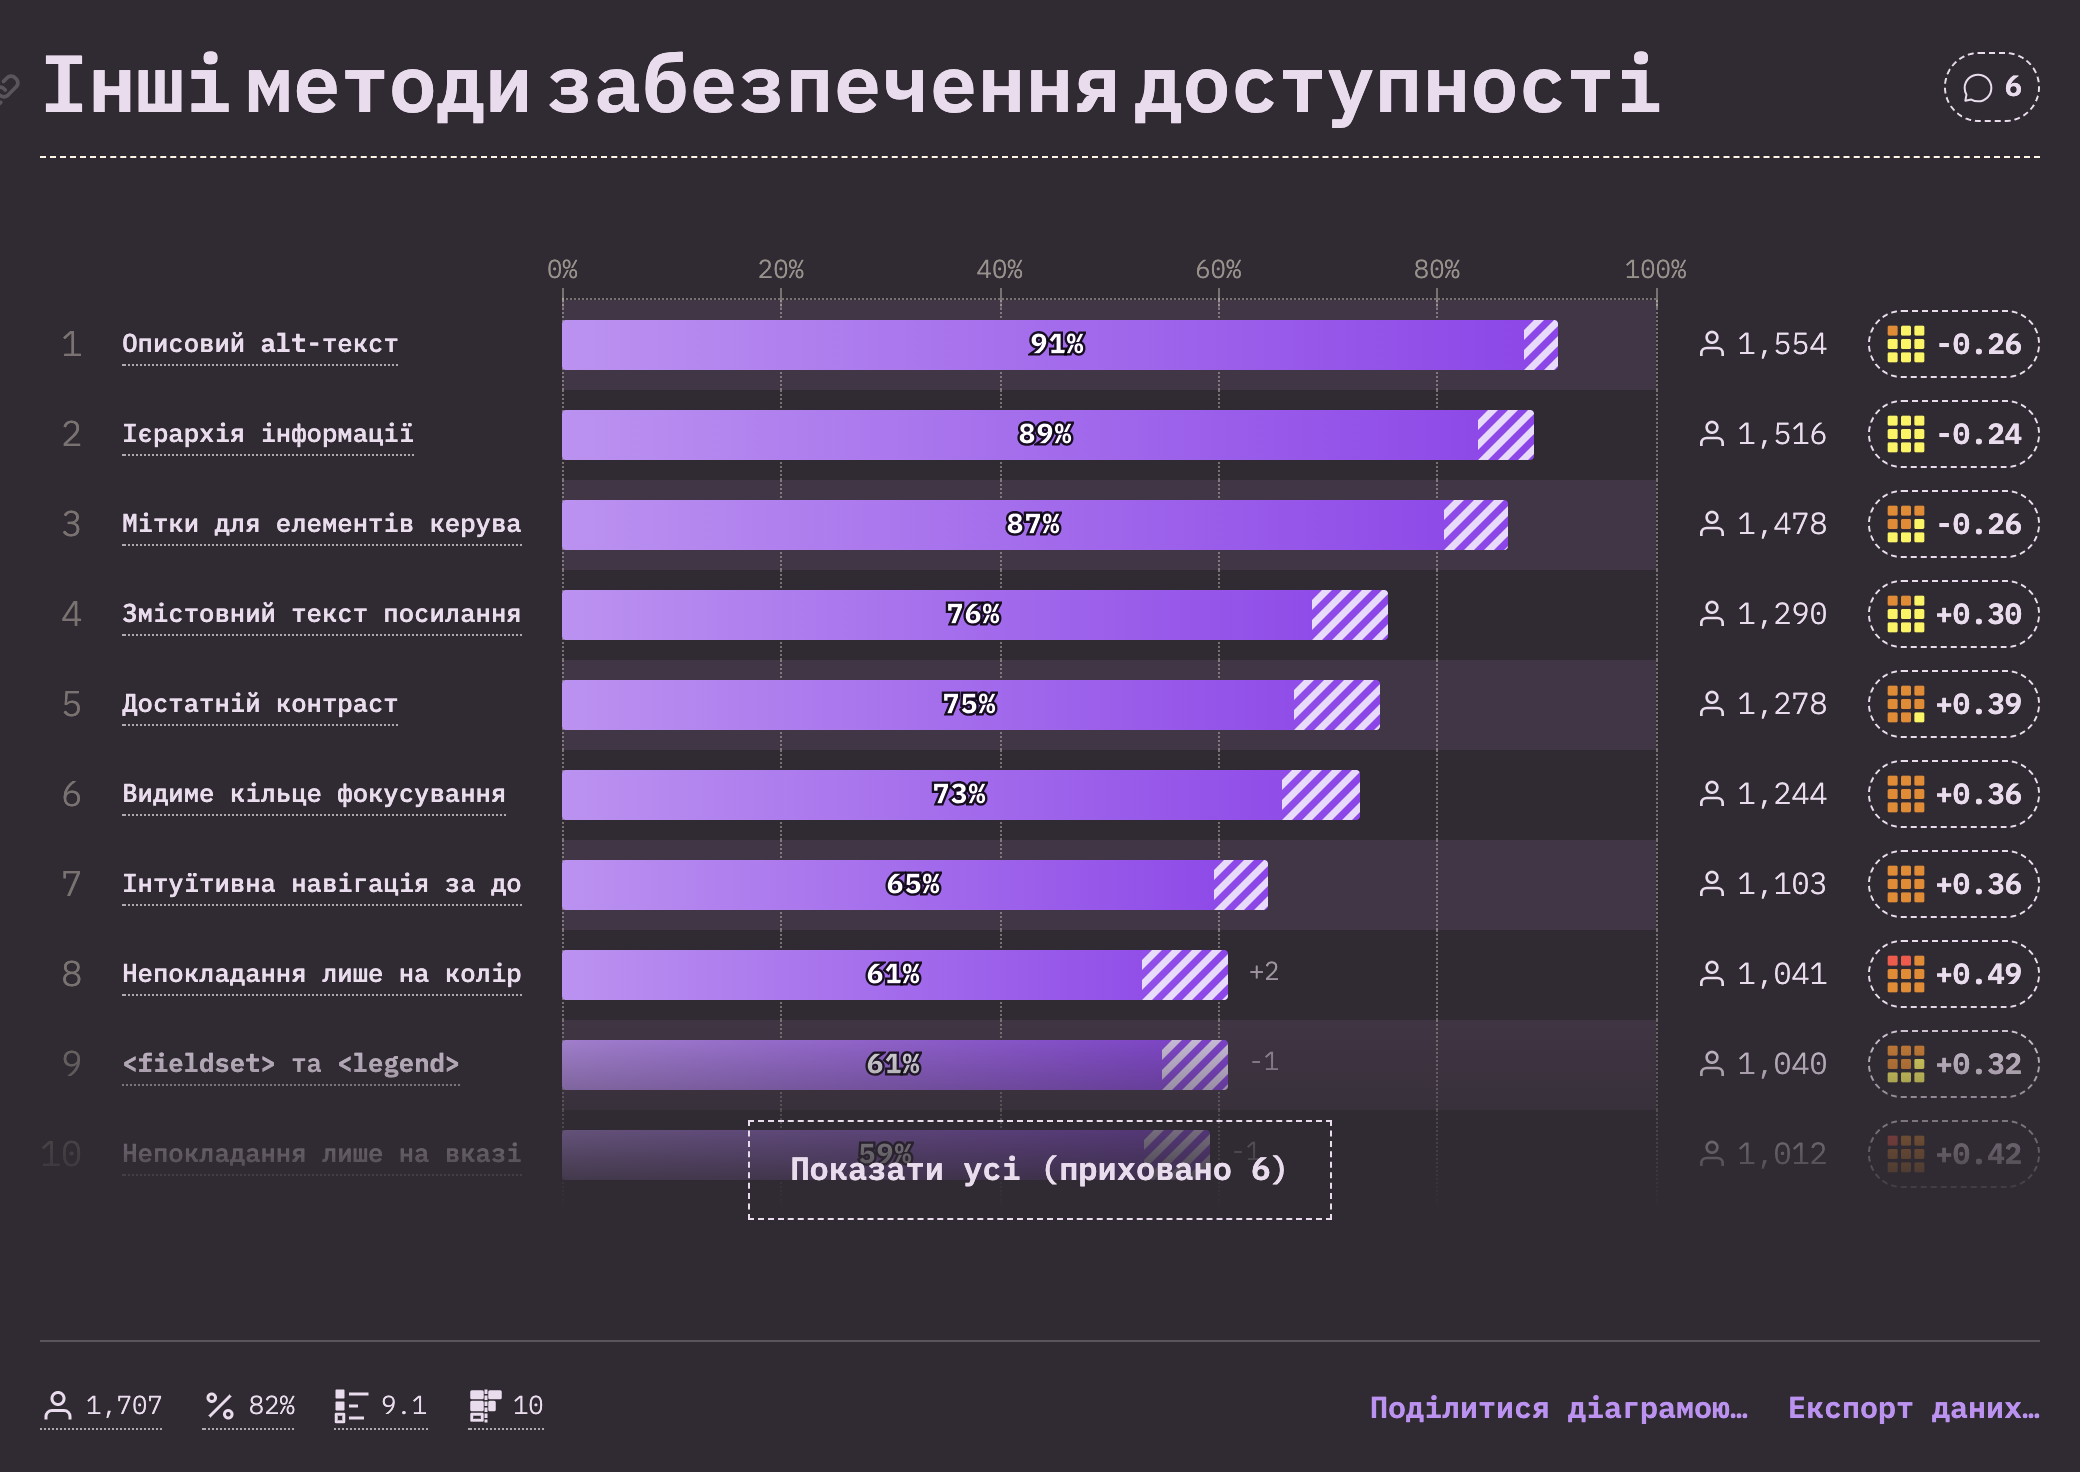 Інші методи забезпечення доступності
6
0% 20% 40% 60% 80% 100%
1 Описовий alt-текст 91% 1,554 -0.26
2 Ієрархія інформації 89% 1,516 -0.24
3 Мітки для елементів керува 87% 1,478 -0.26
4 Змістовний текст посилання 76% 1,290 +0.30
5 Достатній контраст 75% 1,278 +0.39
6 Видиме кільце фокусування 73% 1,244 +0.36
7 Інтуїтивна навігація за до 65% 1,103 +0.36
8 Непокладання лише на колір 61% +2 1,041 +0.49
9 <fieldset> та <legend> 61% -1 1,040 +0.32
10 Непокладання лише на вказі 59% -1 1,012 +0.42
Показати усі (приховано 6)
1,707 82% 9.1 10 Поділитися діаграмою… Експорт даних…